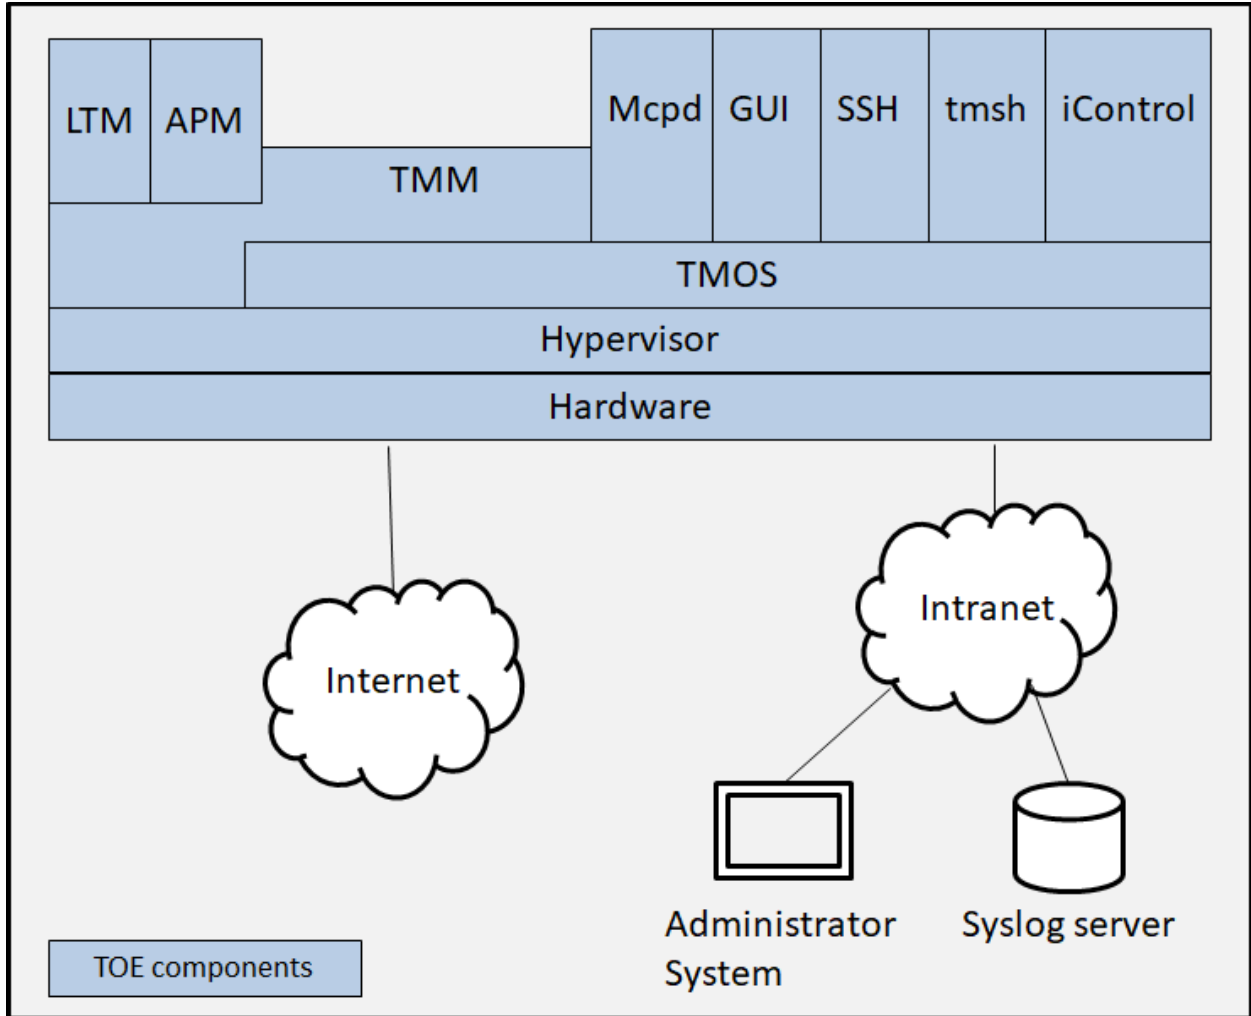 LTM
APM
TMM
Mcpd
GUI
SSH
tmsh
iControl
TMOS
Hypervisor
Hardware
Internet
Intranet
Administrator
System
Syslog server
TOE components